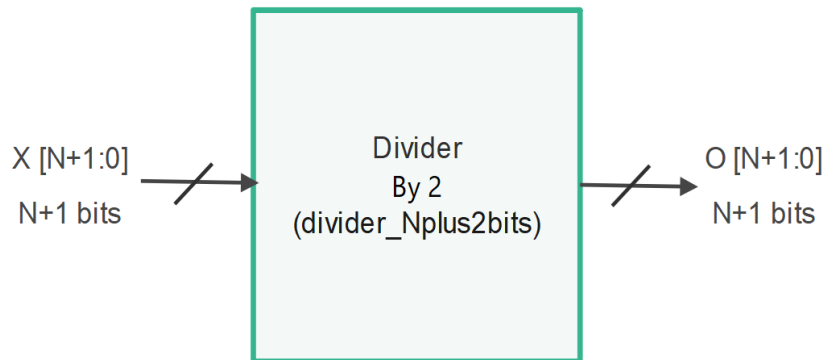 X [N+1:0]
N+1 bits
Divider
By 2
(divider_Nplus2bits)
O [N+1:0]
N+1 bits